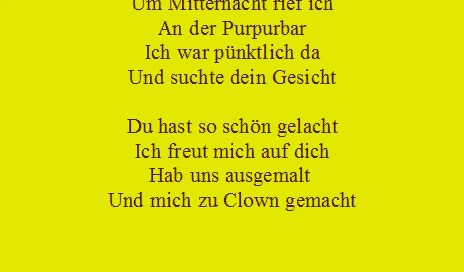 Um Mitternacht rief ich
An der Purpurbar
Ich war pünktlich da
Und suchte dein Gesicht
Du hast so schön gelacht
Ich freut mich auf dich
Hab uns ausgemalt
Und mich zu Clown gemacht